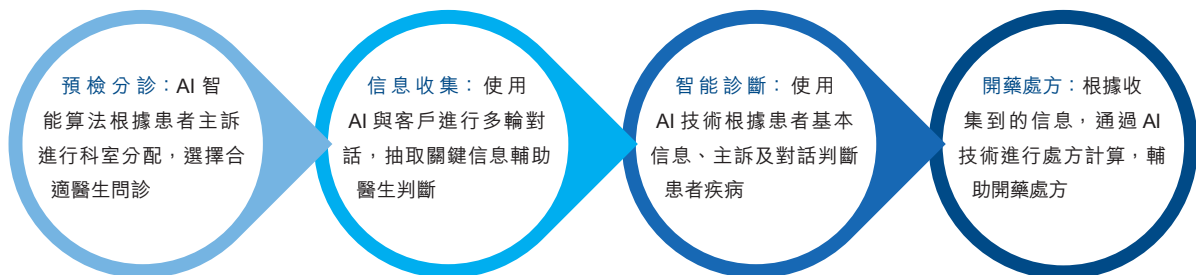 預檢分診：AI 智
能算法根據患者主訴
進行科室分配，選擇合
適醫生問診
信息收集：使用
AI 與客戶進行多輪對
話，抽取關鍵信息輔助
醫生判斷
智能診斷：使用
AI 技術根據患者基本
信息、主訴及對話判斷
患者疾病
開藥處方：根據收
集到的信息，通過 AI
技術進行處方計算，輔
助開藥處方